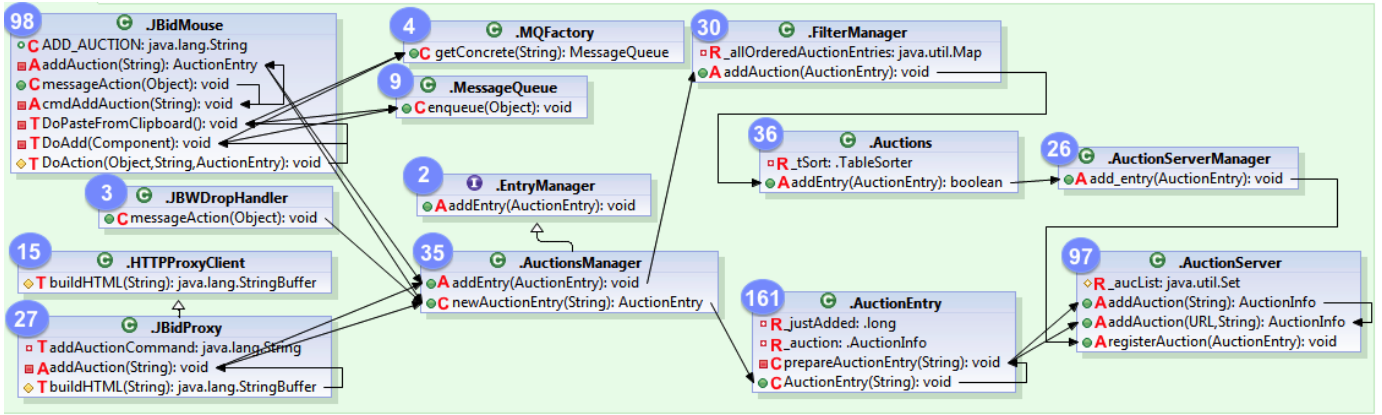 98
C .JBidMouse
C ADD_AUCTION: java.lang.String
A addAuction(String): AuctionEntry
C messageAction(Object): void
A cmdAddAuction(String): void
T DoPasteFromClipboard(): void
T DoAdd(Component): void
T DoAction(Object,String,AuctionEntry): void
3
C .JBWDropHandler
C messageAction(Object): void
15
C .HTTPProxyClient
T buildHTML(String): java.lang.StringBuffer
27
C .JBidProxy
T addAuctionCommand: java.lang.String
A addAuction(String): void
T buildHTML(String): java.lang.StringBuffer
4
C .MQFactory
C getConcrete(String): MessageQueue
9
C .MessageQueue
C enqueue(Object): void
2
I .EntryManager
A addEntry(AuctionEntry): void
35
C .AuctionsManager
A addEntry(AuctionEntry): void
C newAuctionEntry(String): AuctionEntry
30
C .FilterManager
R _allOrderedAuctionEntries: java.util.Map
A addAuction(AuctionEntry): void
36
C .Auctions
R _tSort: .TableSorter
A addEntry(AuctionEntry): boolean
26
C .AuctionServerManager
A add_entry(AuctionEntry): void
161
C .AuctionEntry
R _justAdded: .long
R _auction: .AuctionInfo
C prepareAuctionEntry(String): void
C AuctionEntry(String): void
97
C .AuctionServer
R _aucList: java.util.Set
A addAuction(String): AuctionInfo
A addAuction(URL,String): AuctionInfo
A registerAuction(AuctionEntry): void